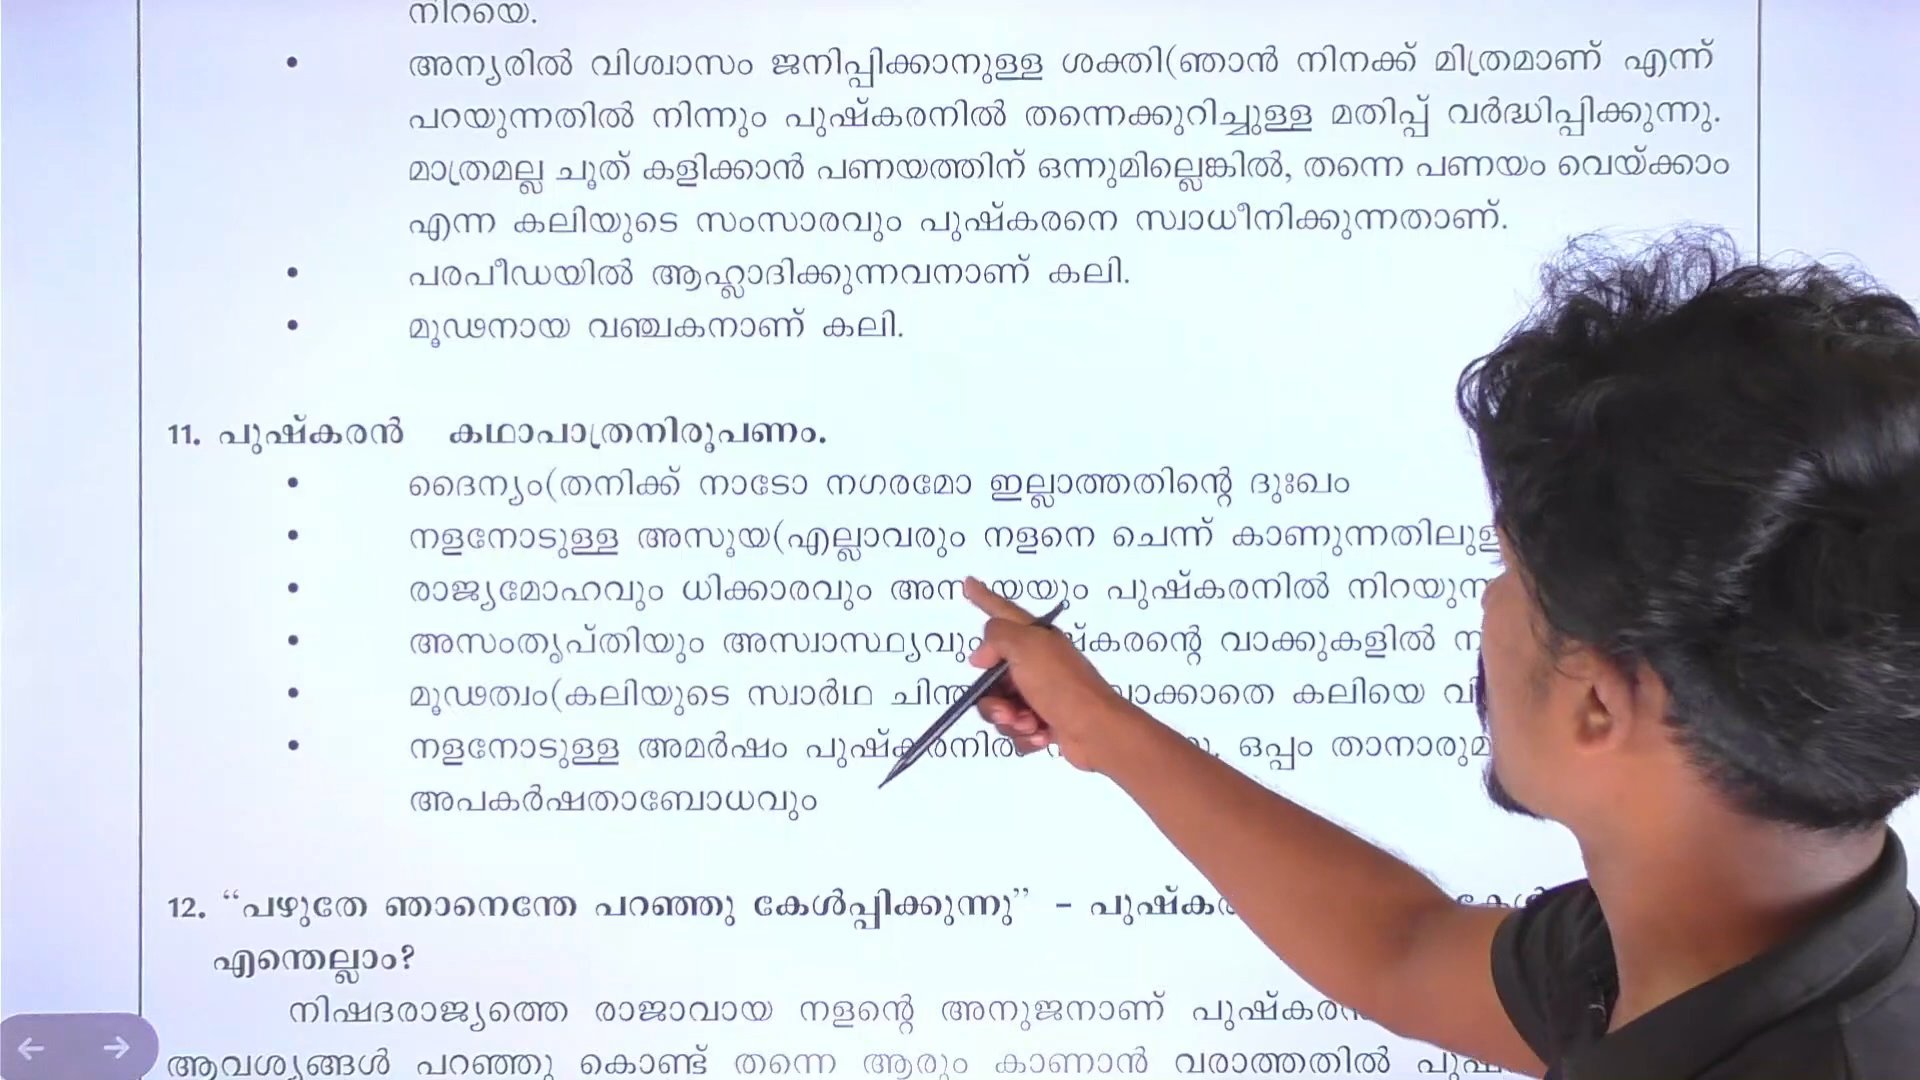 നിറയെ.
• അന്യരിൽ വിശ്വാസം ജനിപ്പിക്കാനുള്ള ശക്തി(ഞാൻ നിനക്ക് മിത്രമാണ് എന്ന്
പറയുന്നതിൽ നിന്നും പുഷ്കരനിൽ തന്നെക്കുറിച്ചുള്ള മതിപ്പ് വർദ്ധിപ്പിക്കുന്നു.
മാത്രമല്ല ചൂത് കളിക്കാൻ പണയത്തിന് ഒന്നുമില്ലെങ്കിൽ, തന്നെ പണയം വെയ്ക്കാം
എന്ന കലിയുടെ സംസാരവും പുഷ്കരനെ സ്വാധീനിക്കുന്നതാണ്.
• പരപീഡയിൽ ആഹ്ലാദിക്കുന്നവനാണ് കലി.
• മൂഢനായ വഞ്ചകനാണ് കലി.
11. പുഷ്കരൻ കഥാപാത്രനിരൂപണം.
• ദൈന്യം(തനിക്ക് നാടോ നഗരമോ ഇല്ലാത്തതിന്റെ ദുഃഖം
• നളനോടുള്ള അസൂയ(എല്ലാവരും നളനെ ചെന്ന് കാണുന്നതിലുള
• രാജ്യമോഹവും ധിക്കാരവും പുഷ്കരനിൽ
• അസംതൃപ്തിയും അസ്വാസ്ഥ്യവും വാക്കുകളിൽ
• മൂഢത്വം(കലിയുടെ സ്വാർഥ കലിയെ
• നളനോടുള്ള അമർഷം ഒപ്പം
അപകർഷതാബോധവും
12. “പഴുതേ ഞാനെന്തേ പറഞ്ഞു കേൾപ്പിക്കുന്നു” –
എന്തെല്ലാം?
നിഷദരാജ്യത്തെ രാജാവായ നളന്റെ അനുജനാണ്
ആവശ്യങ്ങൾ പറഞ്ഞു കൊണ്ട് തന്നെ ആരും കാണാൻ വരാത്തതിൽ